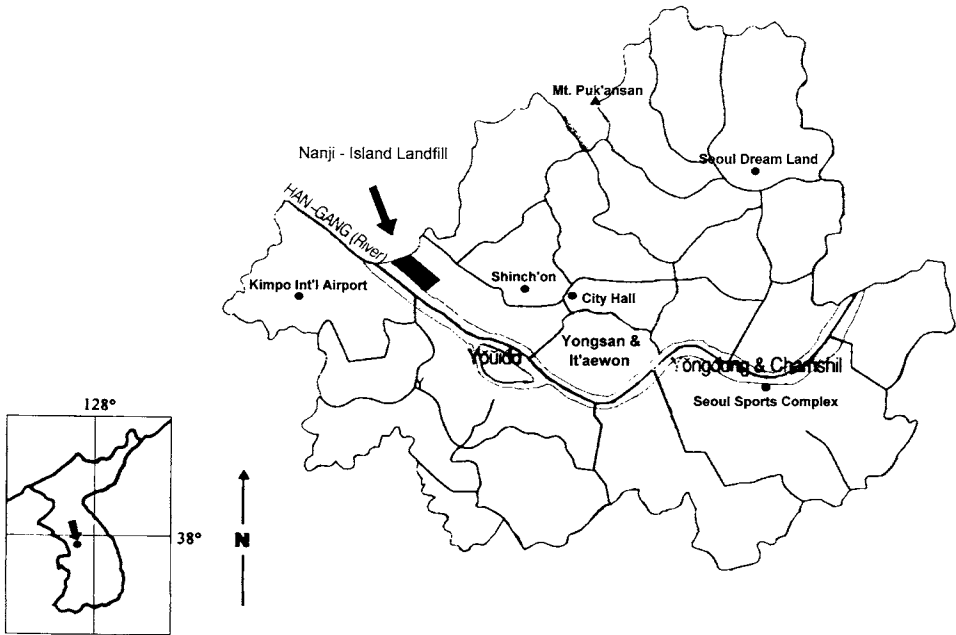 Mt. Puk'ansan
Nanji - Island Landfill
Seoul Dream Land
HAN-GANG (River)
Shinch'on
Kimpo Int'l Airport
City Hall
Yongsan &
It'aewon
Youido
Yongdung & Chamshil
Seoul Sports Complex
128°
38°
N